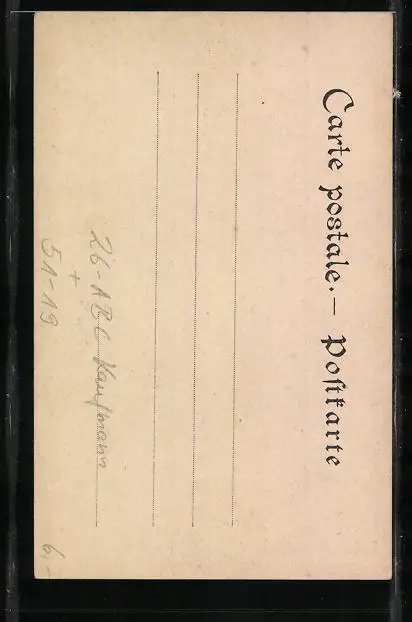 Carte postale. — Postkarte
26-ABC Kaufmann
+
51-19
6,-